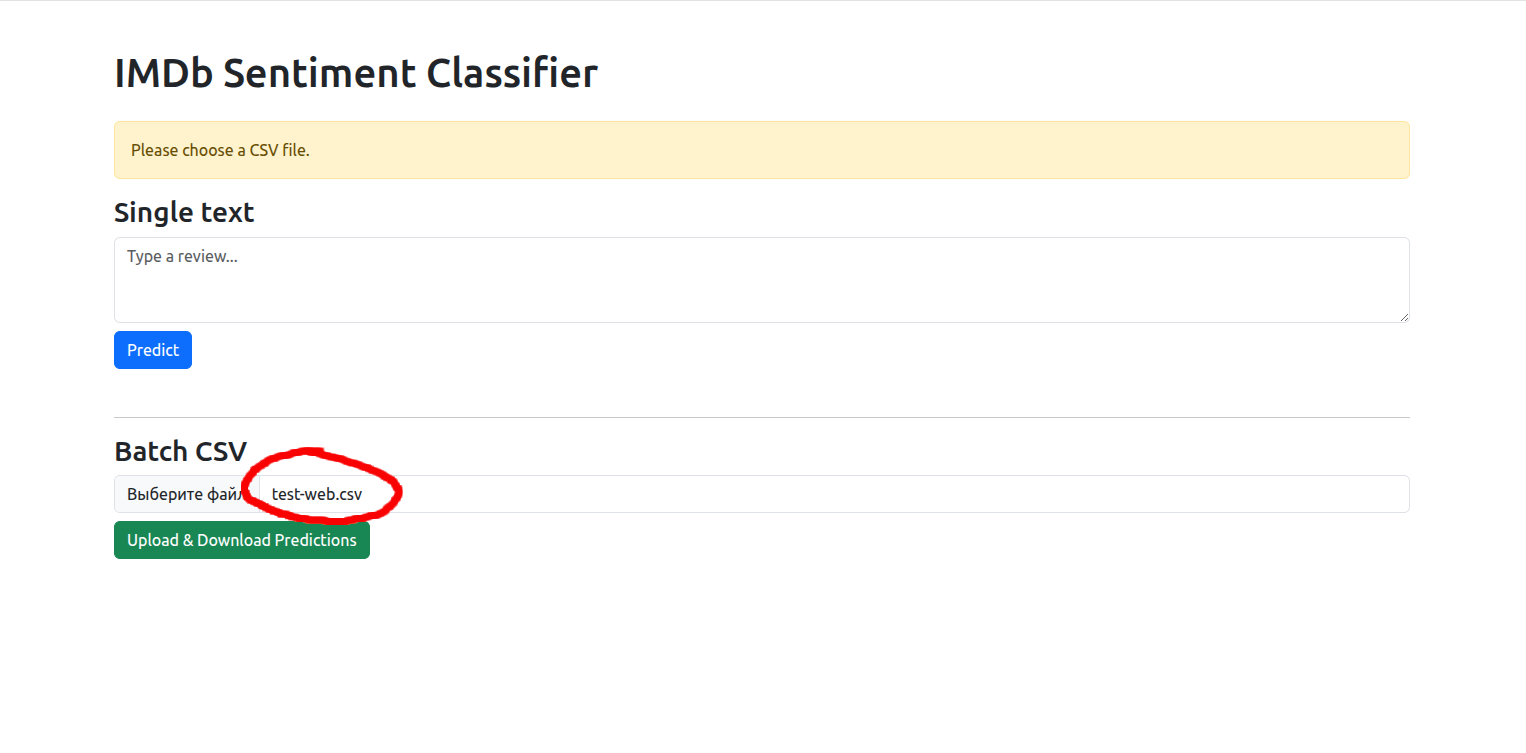 IMDb Sentiment Classifier
Please choose a CSV file.
Single text
Type a review...
Predict
Batch CSV
Выберите файл test-web.csv
Upload & Download Predictions